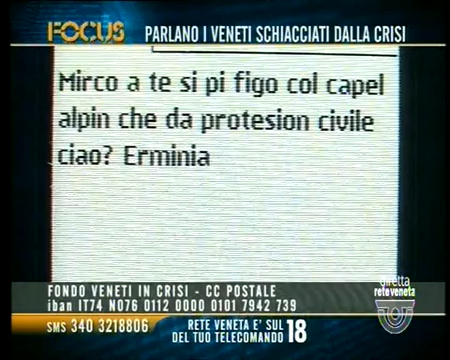 FOCUS
PARLANO I VENETI SCHIACCIATI DALLA CRISI
Mirco a te si pi figo col capel
alpin che da protesion civile
ciao? Erminia
FONDO VENETI IN CRISI - CC POSTALE
iban IT74 N076 0112 0000 0101 7942 739
diretta
reteveneta
SMS 340 3218806
RETE VENETA E' SUL
DEL TUO TELECOMANDO
18